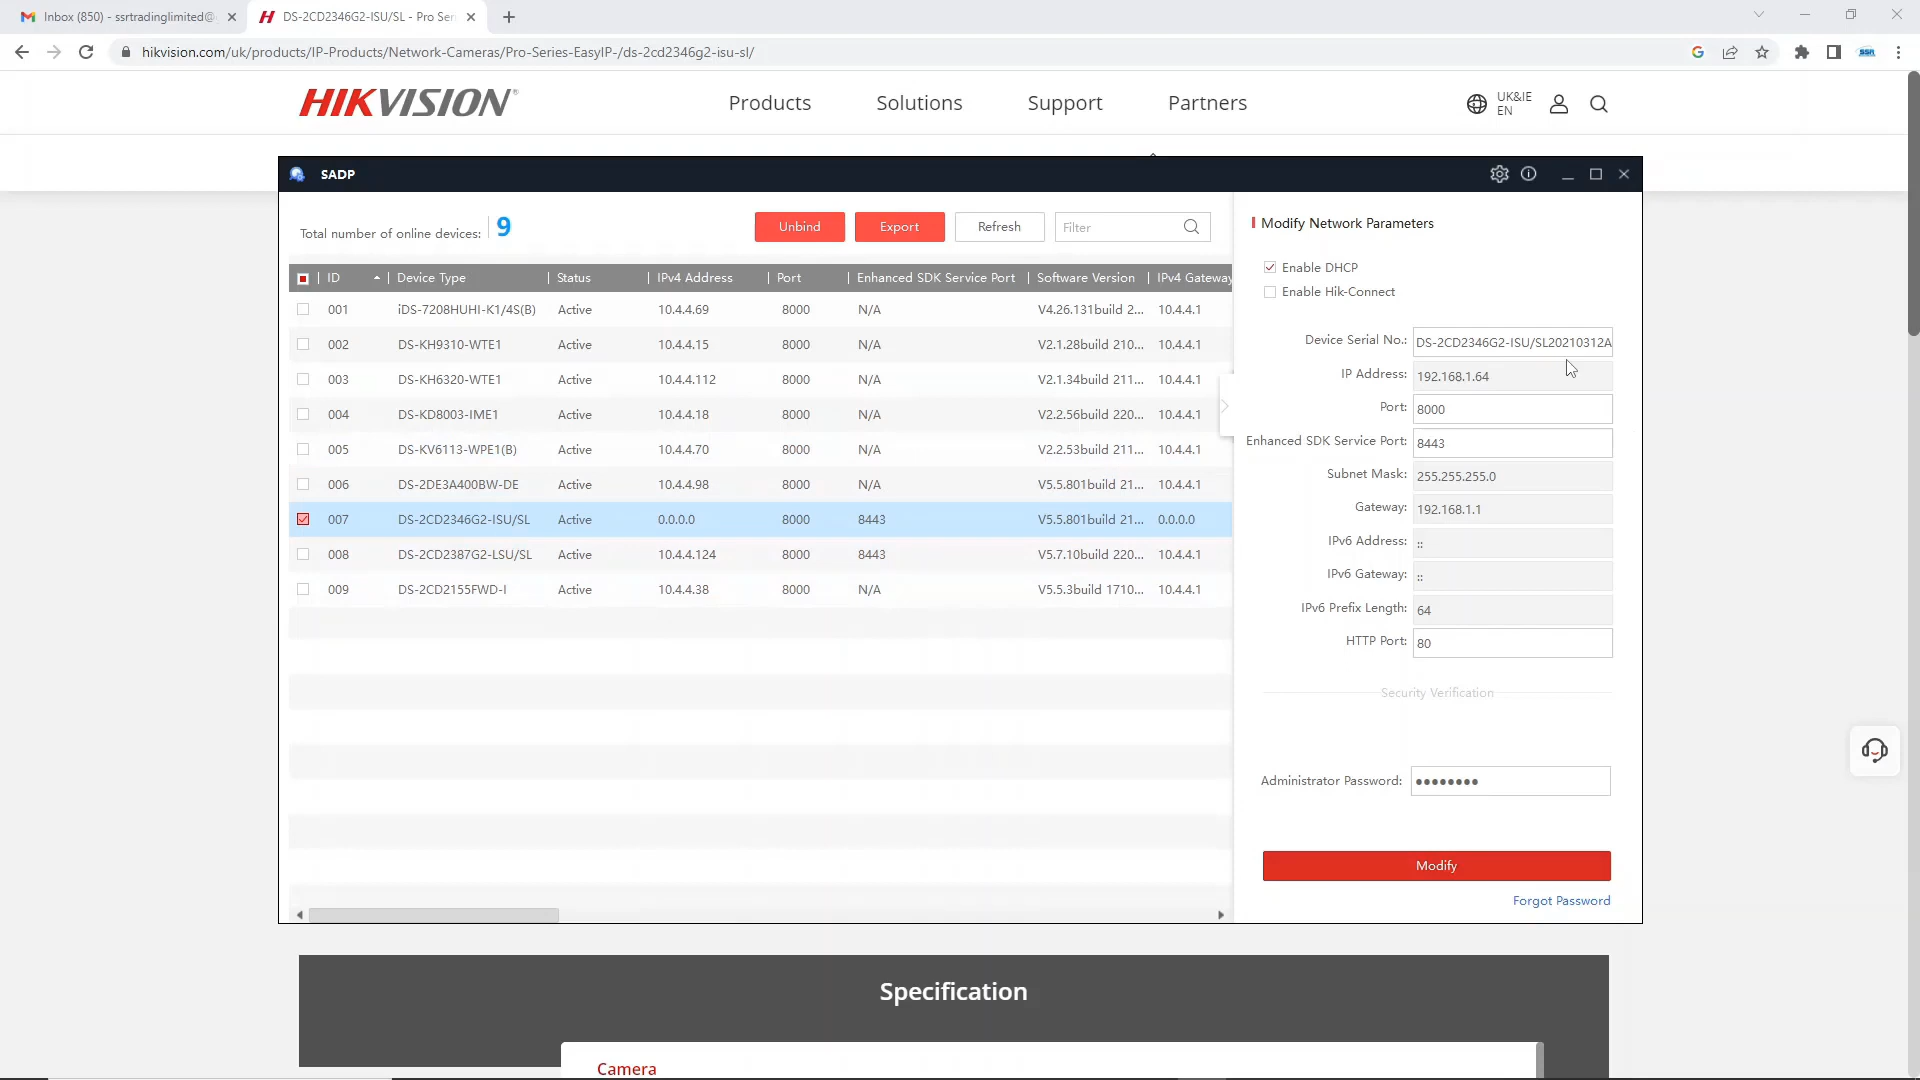 Inbox (850) - ssrtradinglimited@
DS-2CD2346G2-ISU/SL - Pro Ser
hikvision.com/uk/products/IP-Products/Network-Cameras/Pro-Series-EasyIP-/ds-2cd2346g2-isu-sl/
HIKVISION®
Products
Solutions
Support
Partners
UK&IE
EN
SADP
Total number of online devices: 9
Unbind
Export
Refresh
Filter
ID Device Type Status IPv4 Address Port Enhanced SDK Service Port Software Version IPv4 Gateway
001 iDS-7208HUHI-K1/4S(B) Active 10.4.4.69 8000 N/A V4.26.131build 2... 10.4.4.1
002 DS-KH9310-WTE1 Active 10.4.4.15 8000 N/A V2.1.28build 210... 10.4.4.1
003 DS-KH6320-WTE1 Active 10.4.4.112 8000 N/A V2.1.34build 211... 10.4.4.1
004 DS-KD8003-IME1 Active 10.4.4.18 8000 N/A V2.2.56build 220... 10.4.4.1
005 DS-KV6113-WPE1(B) Active 10.4.4.70 8000 N/A V2.2.53build 211... 10.4.4.1
006 DS-2DE3A400BW-DE Active 10.4.4.98 8000 N/A V5.5.801build 21... 10.4.4.1
007 DS-2CD2346G2-ISU/SL Active 0.0.0.0 8000 8443 V5.5.801build 21... 0.0.0.0
008 DS-2CD2387G2-LSU/SL Active 10.4.4.124 8000 8443 V5.7.10build 220... 10.4.4.1
009 DS-2CD2155FWD-I Active 10.4.4.38 8000 N/A V5.5.3build 1710... 10.4.4.1
Modify Network Parameters
Enable DHCP
Enable Hik-Connect
Device Serial No.: DS-2CD2346G2-ISU/SL20210312A
IP Address: 192.168.1.64
Port: 8000
Enhanced SDK Service Port: 8443
Subnet Mask: 255.255.255.0
Gateway: 192.168.1.1
IPv6 Address: ::
IPv6 Gateway: ::
IPv6 Prefix Length: 64
HTTP Port: 80
Security Verification
Administrator Password: ●●●●●●●●
Modify
Forgot Password
Specification
Camera